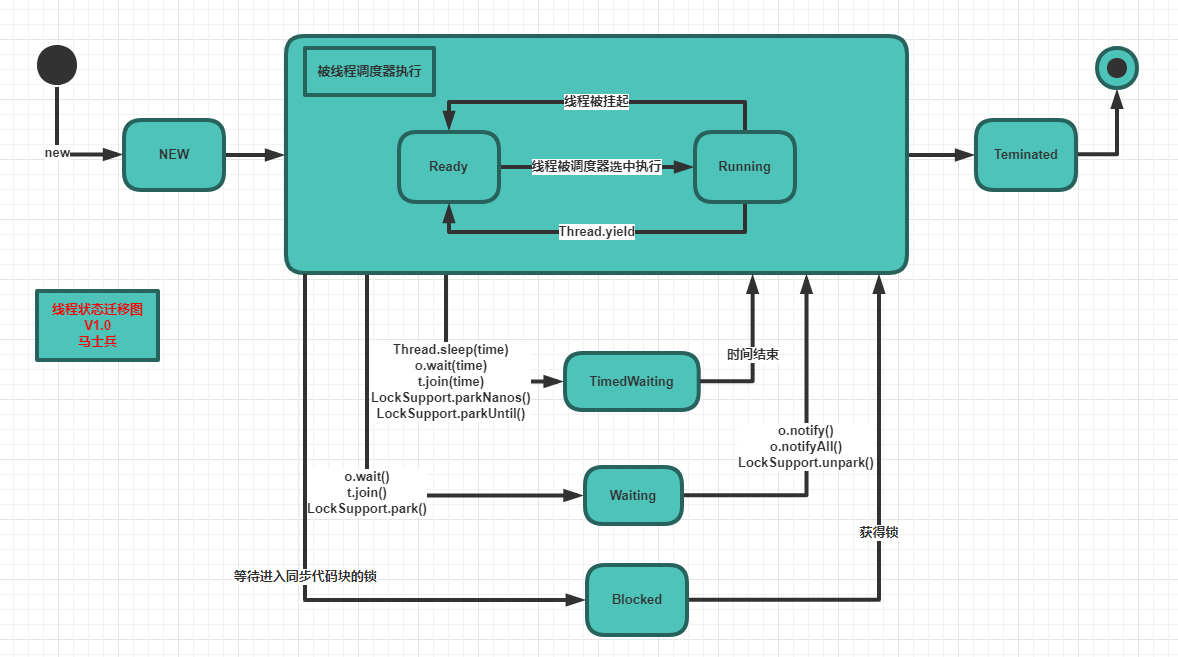 被线程调度器执行
线程被挂起
new
NEW
Ready
线程被调度器选中执行
Running
Teminated
Thread.yield
线程状态迁移图
V1.0
马士兵
Thread.sleep(time)
o.wait(time)
t.join(time)
LockSupport.parkNanos()
LockSupport.parkUntil()
TimedWaiting
时间结束
o.notify()
o.notifyAll()
LockSupport.unpark()
o.wait()
t.join()
LockSupport.park()
Waiting
获得锁
等待进入同步代码块的锁
Blocked